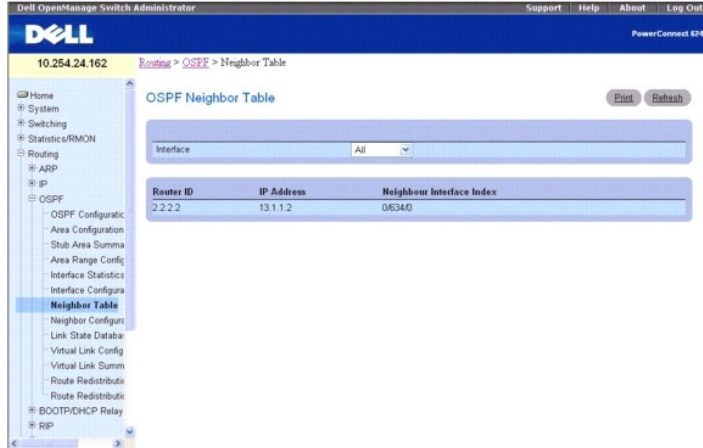 Dell OpenManage Switch Administrator
Support Help About Log Out
DELL
PowerConnect 624
10.254.24.162
Routing > OSPF > Neighbor Table
Home
System
Switching
Statistics/RMON
Routing
ARP
IP
OSPF
OSPF Configuratic
Area Configuration
Stub Area Summa
Area Range Config
Interface Statistics
Interface Configura
Neighbor Table
Neighbor Configura
Link State Databa
Virtual Link Config
Virtual Link Summ
Route Redistributic
Route Redistributic
BOOTP/DHCP Relay
RIP
OSPF Neighbor Table
Print Refresh
Interface All
Router ID IP Address Neighbour Interface Index
2.2.2.2 13.1.1.2 0/634/0